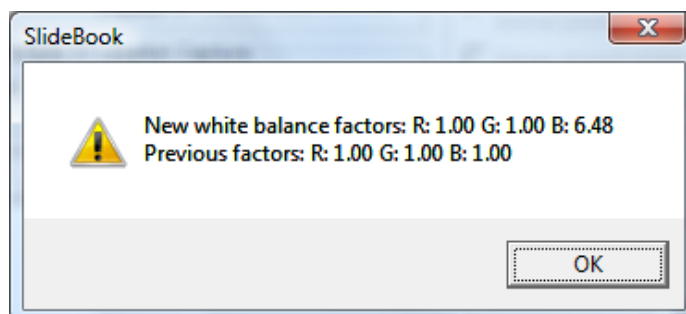 SlideBook
New white balance factors: R: 1.00 G: 1.00 B: 6.48
Previous factors: R: 1.00 G: 1.00 B: 1.00
OK